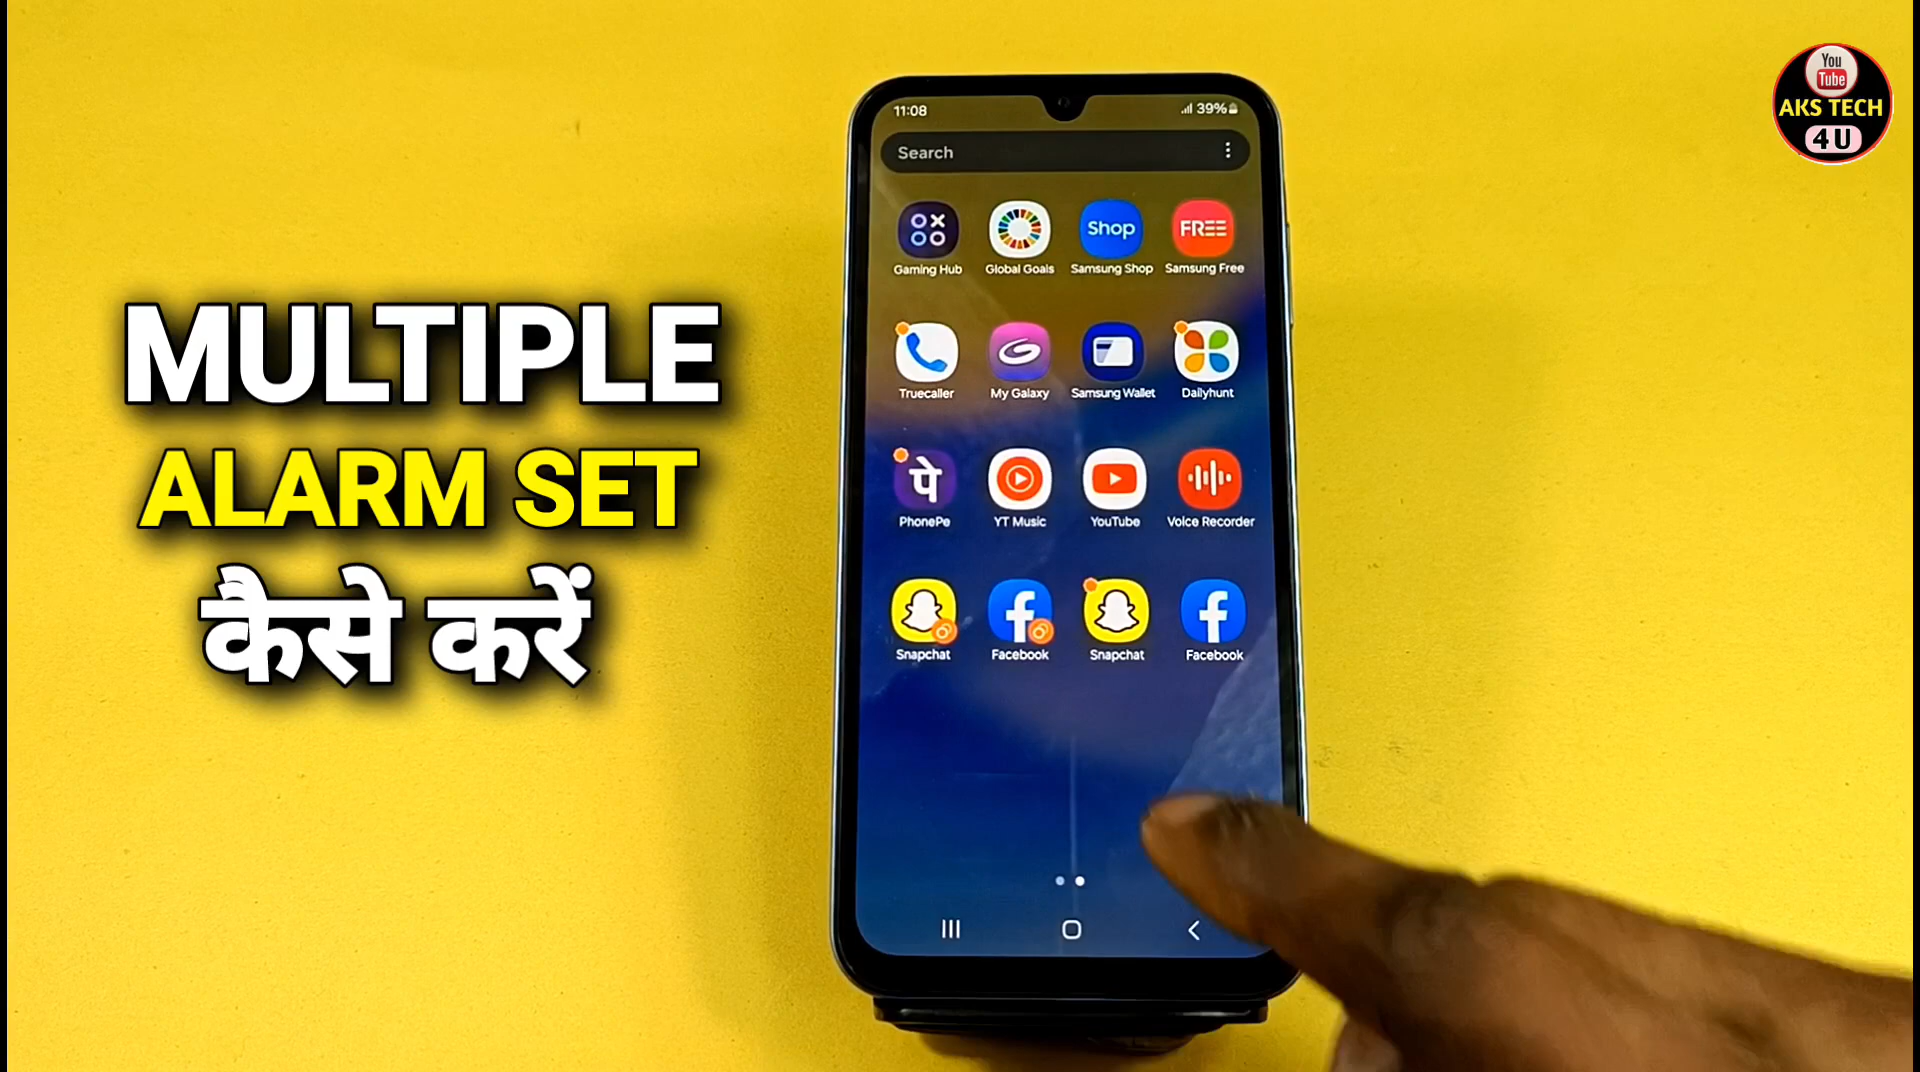 MULTIPLE
ALARM SET
कैसे करें
11:08
39%
Search
Shop
FREE
Gaming Hub
Global Goals
Samsung Shop
Samsung Free
Truecaller
My Galaxy
Samsung Wallet
Dailyhunt
पे
PhonePe
YT Music
YouTube
Voice Recorder
Snapchat
Facebook
Snapchat
Facebook
You
Tube
AKS TECH
4U